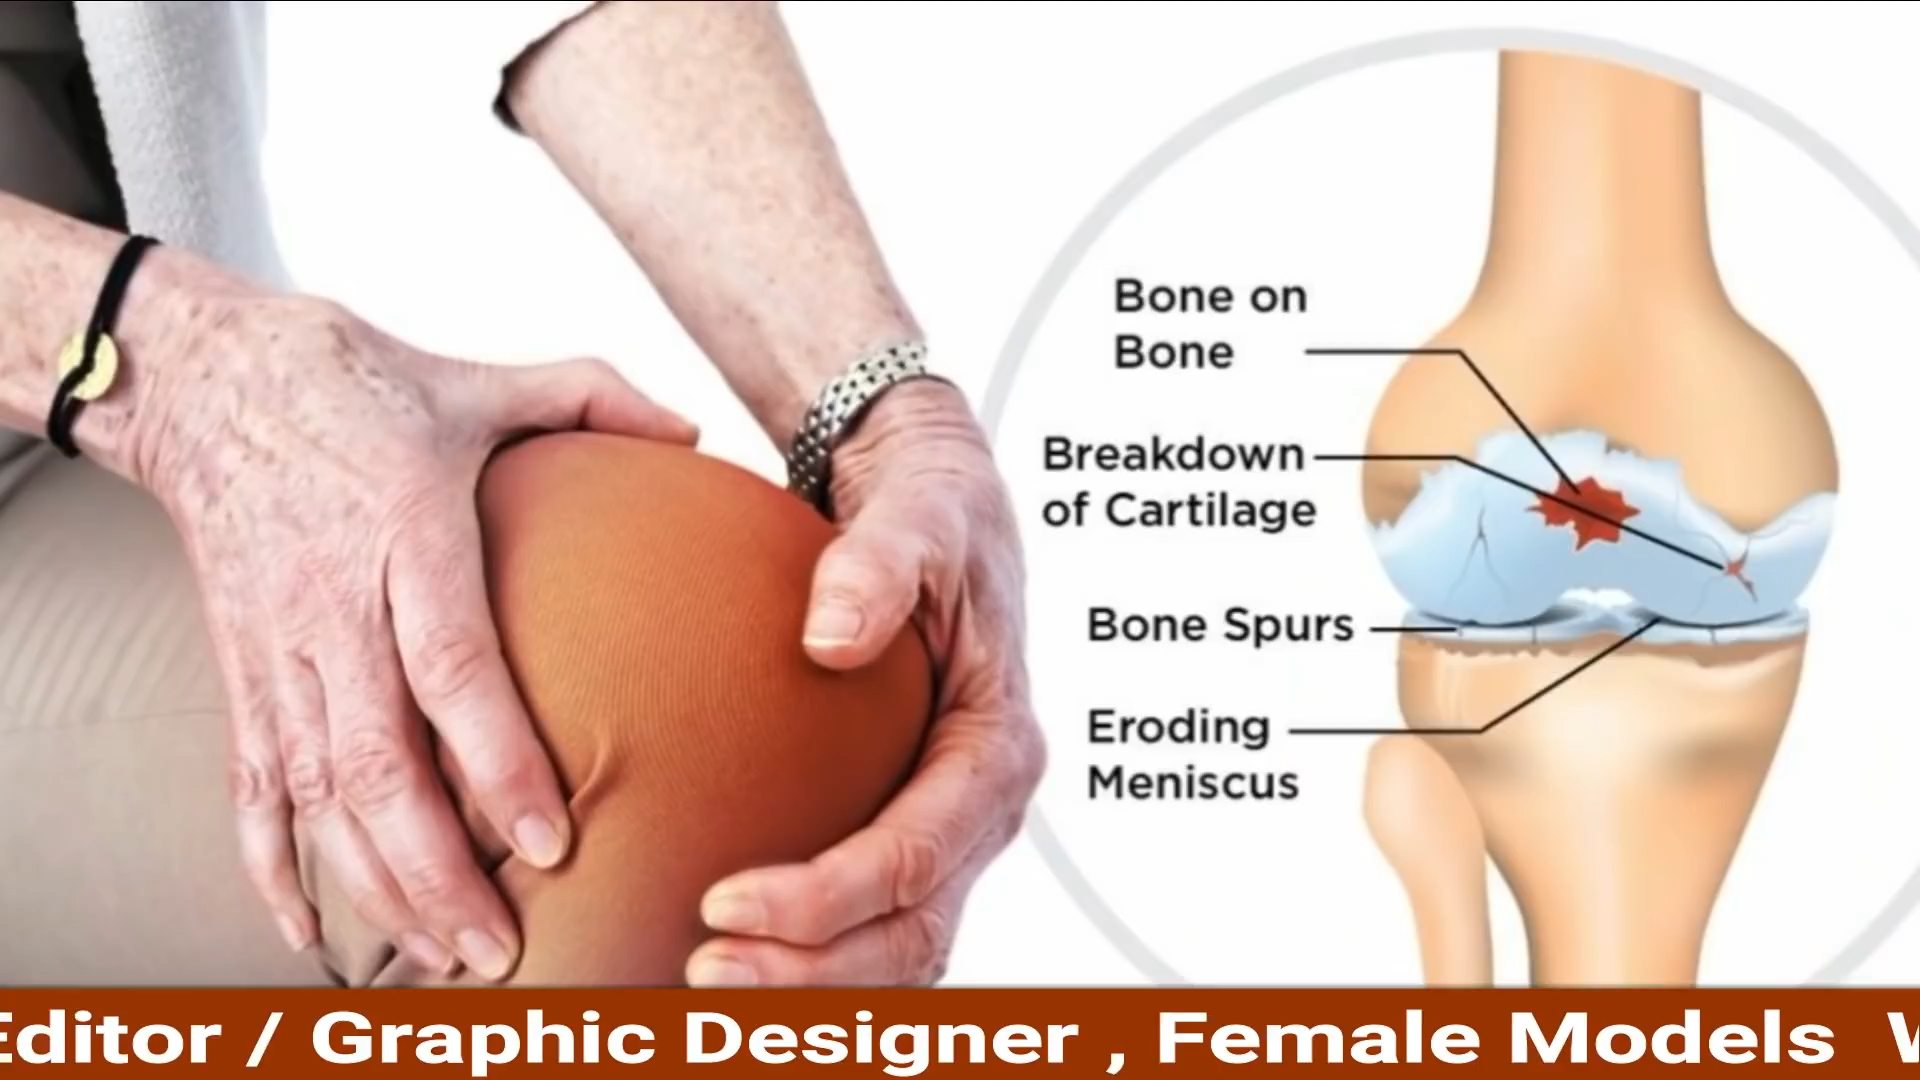 Bone on
Bone
Breakdown
of Cartilage
Bone Spurs
Eroding
Meniscus
Editor / Graphic Designer , Female Models